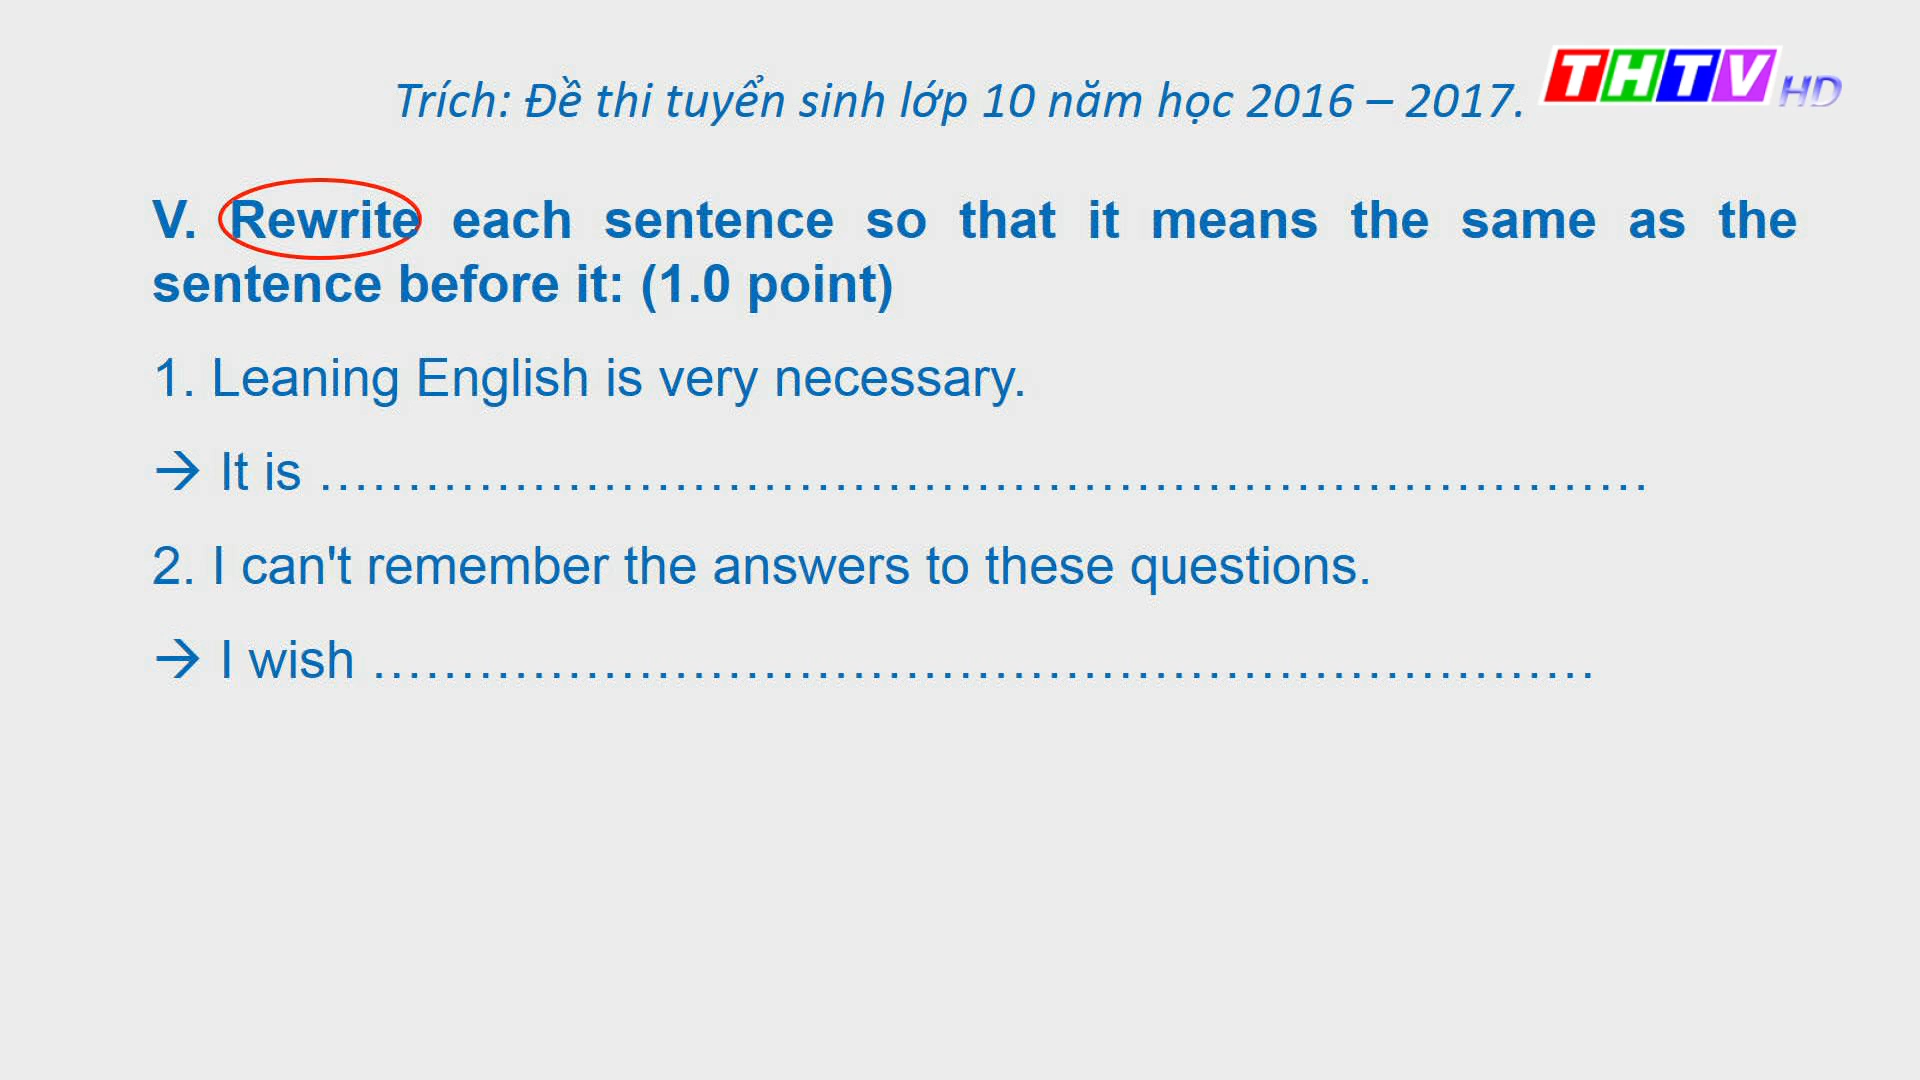 Trích: Đề thi tuyển sinh lớp 10 năm học 2016 – 2017.
THTV HD
V. Rewrite each sentence so that it means the same as the
sentence before it: (1.0 point)
1. Leaning English is very necessary.
→ It is ………………………………………………………………………
2. I can't remember the answers to these questions.
→ I wish …………………………………………………………………